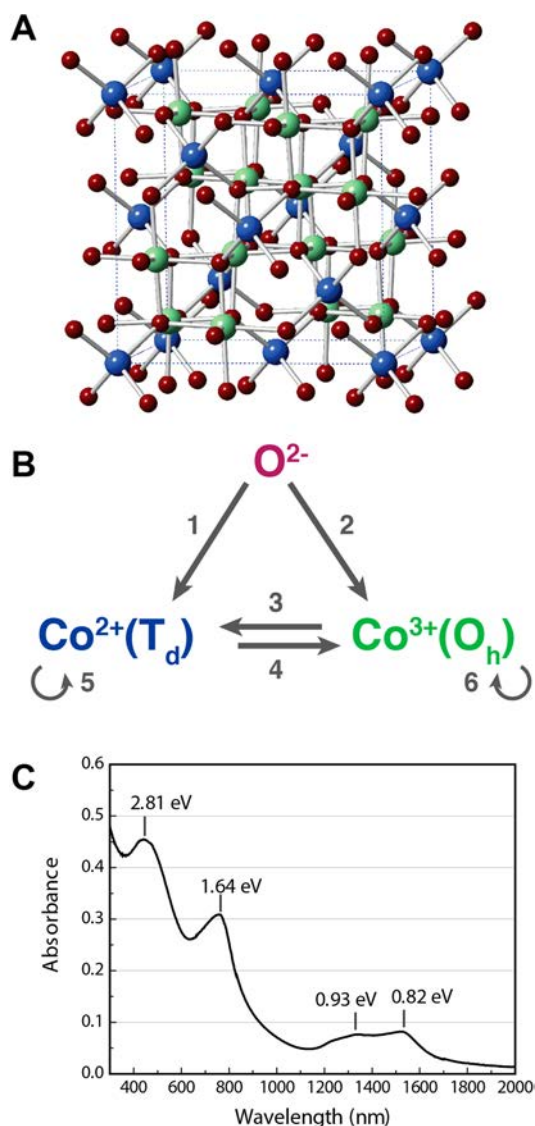 A
B
O²⁻
1
2
3
Co²⁺(T_d)
Co³⁺(O_h)
4
5
6
C
0.6
2.81 eV
0.5
0.4
1.64 eV
0.3
Absorbance
0.2
0.93 eV
0.82 eV
0.1
0.0
400 600 800 1000 1200 1400 1600 1800 2000
Wavelength (nm)